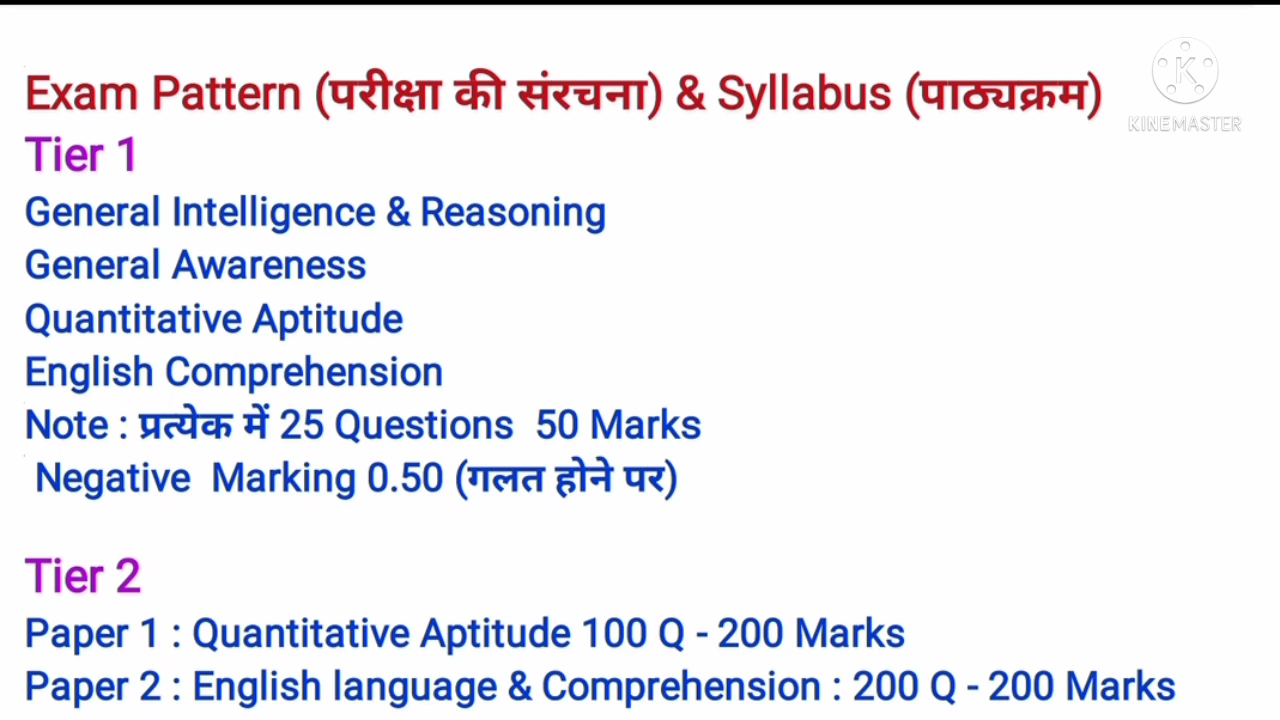 Exam Pattern (परीक्षा की संरचना) & Syllabus (पाठ्यक्रम)
K
KINEMASTER
Tier 1
General Intelligence & Reasoning
General Awareness
Quantitative Aptitude
English Comprehension
Note : प्रत्येक में 25 Questions 50 Marks
Negative Marking 0.50 (गलत होने पर)
Tier 2
Paper 1 : Quantitative Aptitude 100 Q - 200 Marks
Paper 2 : English language & Comprehension : 200 Q - 200 Marks